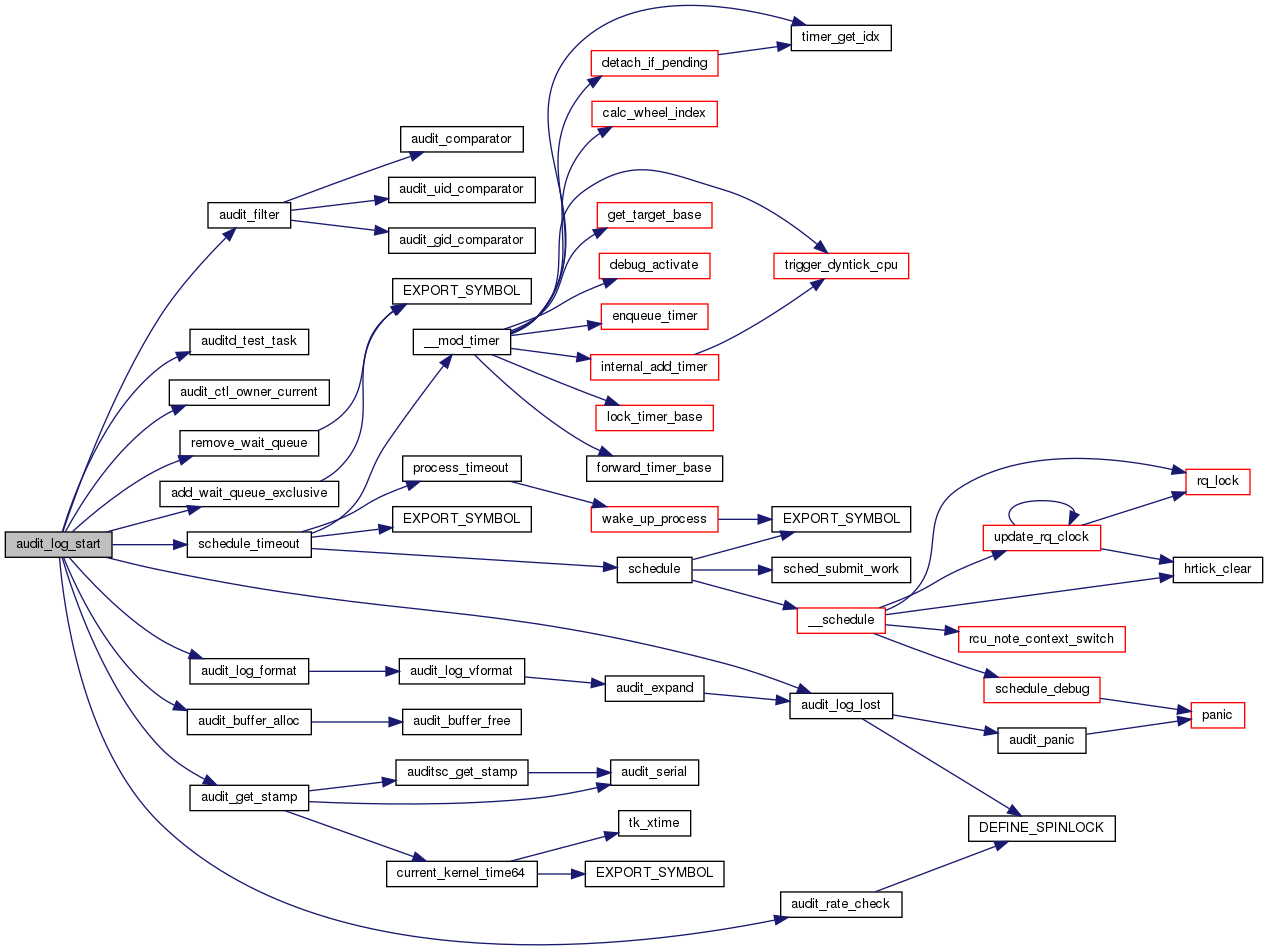 timer_get_idx
detach_if_pending
calc_wheel_index
audit_comparator
audit_uid_comparator
audit_filter
get_target_base
audit_gid_comparator
debug_activate
trigger_dyntick_cpu
EXPORT_SYMBOL
enqueue_timer
auditd_test_task
__mod_timer
internal_add_timer
audit_ctl_owner_current
lock_timer_base
remove_wait_queue
process_timeout
forward_timer_base
rq_lock
add_wait_queue_exclusive
EXPORT_SYMBOL
wake_up_process
EXPORT_SYMBOL
update_rq_clock
audit_log_start
schedule_timeout
schedule
sched_submit_work
hrtick_clear
__schedule
rcu_note_context_switch
audit_log_format
audit_log_vformat
audit_expand
schedule_debug
audit_log_lost
panic
audit_buffer_alloc
audit_buffer_free
audit_panic
auditsc_get_stamp
audit_serial
audit_get_stamp
tk_xtime
DEFINE_SPINLOCK
current_kernel_time64
EXPORT_SYMBOL
audit_rate_check